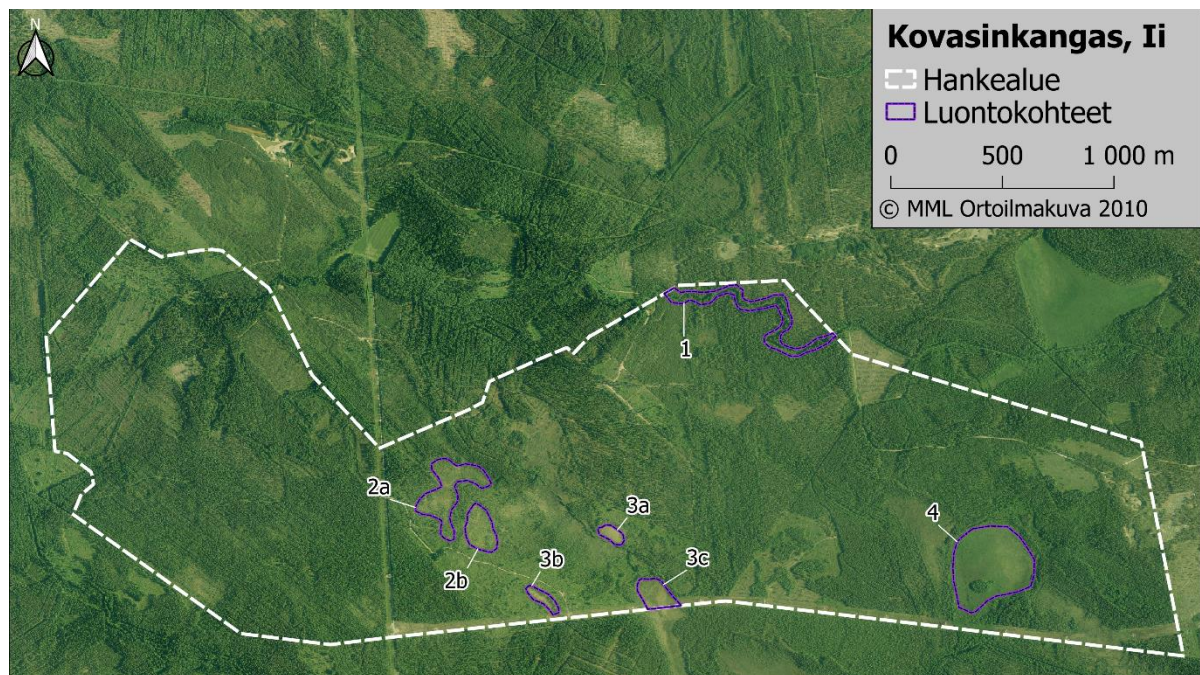 N
Kovasinkangas, Ii
Hankealue
Luontokohteet
0 500 1 000 m
© MML Ortoilmakuva 2010
1
2a
3a
4
3b
3c
2b